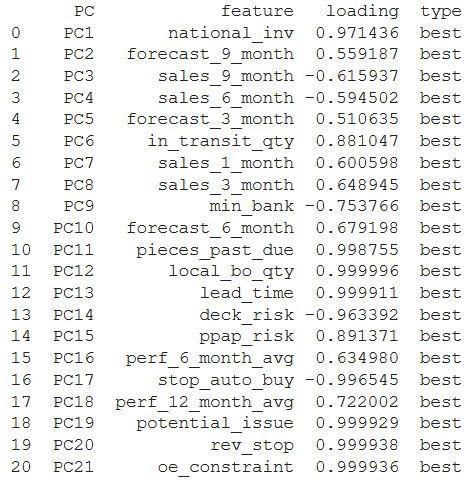 PC feature loading type
0 PC1 national_inv 0.971436 best
1 PC2 forecast_9_month 0.559187 best
2 PC3 sales_9_month -0.615937 best
3 PC4 sales_6_month -0.594502 best
4 PC5 forecast_3_month 0.510635 best
5 PC6 in_transit_qty 0.881047 best
6 PC7 sales_1_month 0.600598 best
7 PC8 sales_3_month 0.648945 best
8 PC9 min_bank -0.753766 best
9 PC10 forecast_6_month 0.679198 best
10 PC11 pieces_past_due 0.998755 best
11 PC12 local_bo_qty 0.999996 best
12 PC13 lead_time 0.999911 best
13 PC14 deck_risk -0.963392 best
14 PC15 ppap_risk 0.891371 best
15 PC16 perf_6_month_avg 0.634980 best
16 PC17 stop_auto_buy -0.996545 best
17 PC18 perf_12_month_avg 0.722002 best
18 PC19 potential_issue 0.999929 best
19 PC20 rev_stop 0.999938 best
20 PC21 oe_constraint 0.999936 best